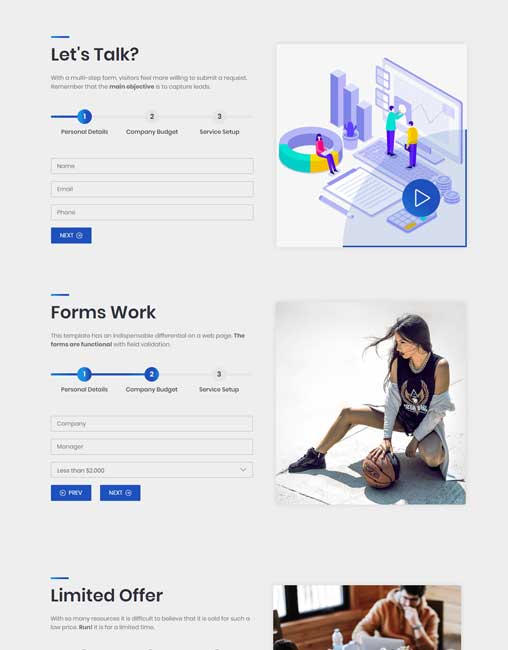 Let's Talk?
With a multi-step form, visitors feel more willing to submit a request.
Remember that the main objective is to capture leads.
1
2
3
Personal Details
Company Budget
Service Setup
Name
Email
Phone
NEXT
Forms Work
This template has an indispensable differential on a web page. The
forms are functional with field validation.
1
2
3
Personal Details
Company Budget
Service Setup
Company
Manager
Less than $2.000
PREV
NEXT
Limited Offer
With so many resources it is difficult to believe that it is sold for such a
low price. Run! it is for a limited time.